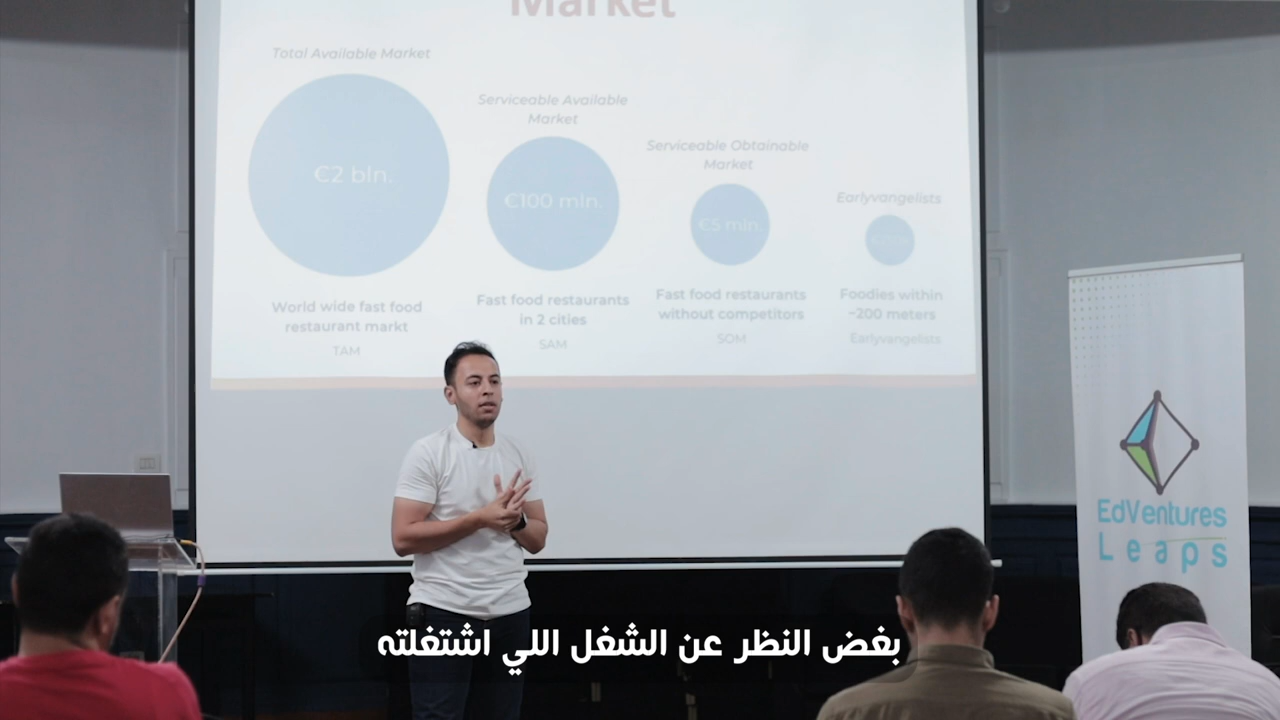 Market
Total Available Market
€2 bln.
World wide fast food
restaurant markt
TAM
Serviceable Available
Market
€100 mln.
Fast food restaurants
in 2 cities
SAM
Serviceable Obtainable
Market
€5 mln.
Fast food restaurants
without competitors
SOM
Earlyvangelists
Foodies within
~200 meters
Earlyvangelists
EdVentures
Leaps
بغض النظر عن الشغل اللي اشتغلته